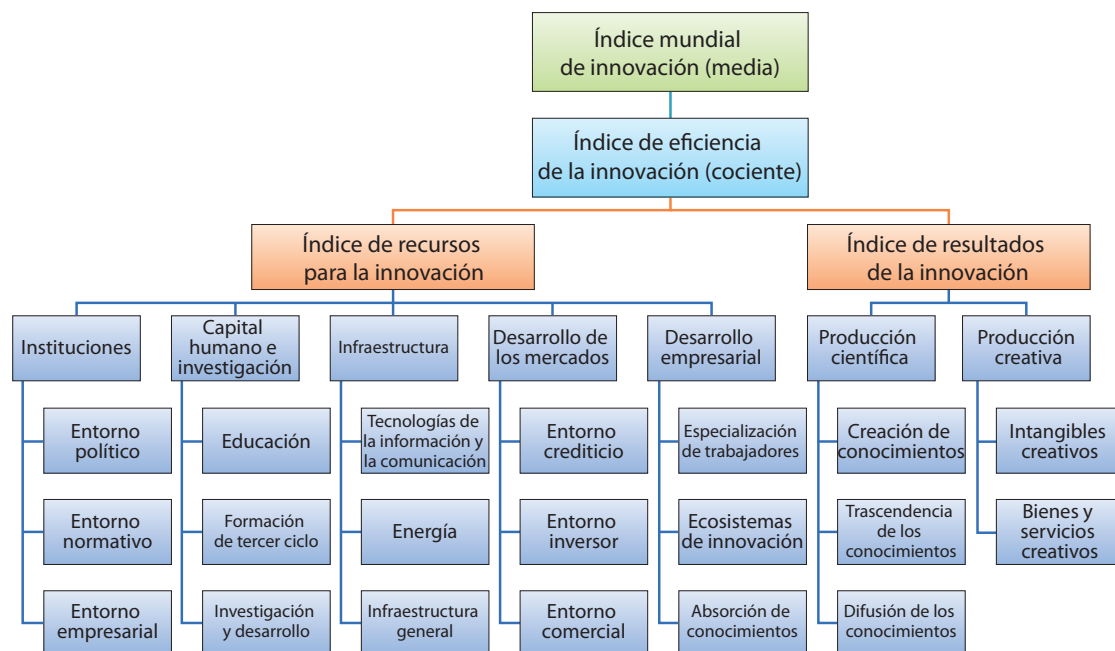 Índice mundial
de innovación (media)
Índice de eficiencia
de la innovación (cociente)
Índice de recursos
para la innovación
Índice de resultados
de la innovación
Instituciones
Capital
humano e
investigación
Infraestructura
Desarrollo de
los mercados
Desarrollo
empresarial
Producción
científica
Producción
creativa
Entorno
político
Educación
Tecnologías de
la información y
la comunicación
Entorno
crediticio
Especialización
de trabajadores
Creación de
conocimientos
Intangibles
creativos
Entorno
normativo
Formación
de tercer ciclo
Energía
Entorno
inversor
Ecosistemas
de innovación
Trascendencia
de los
conocimientos
Bienes y
servicios
creativos
Entorno
empresarial
Investigación
y desarrollo
Infraestructura
general
Entorno
comercial
Absorción de
conocimientos
Difusión de los
conocimientos